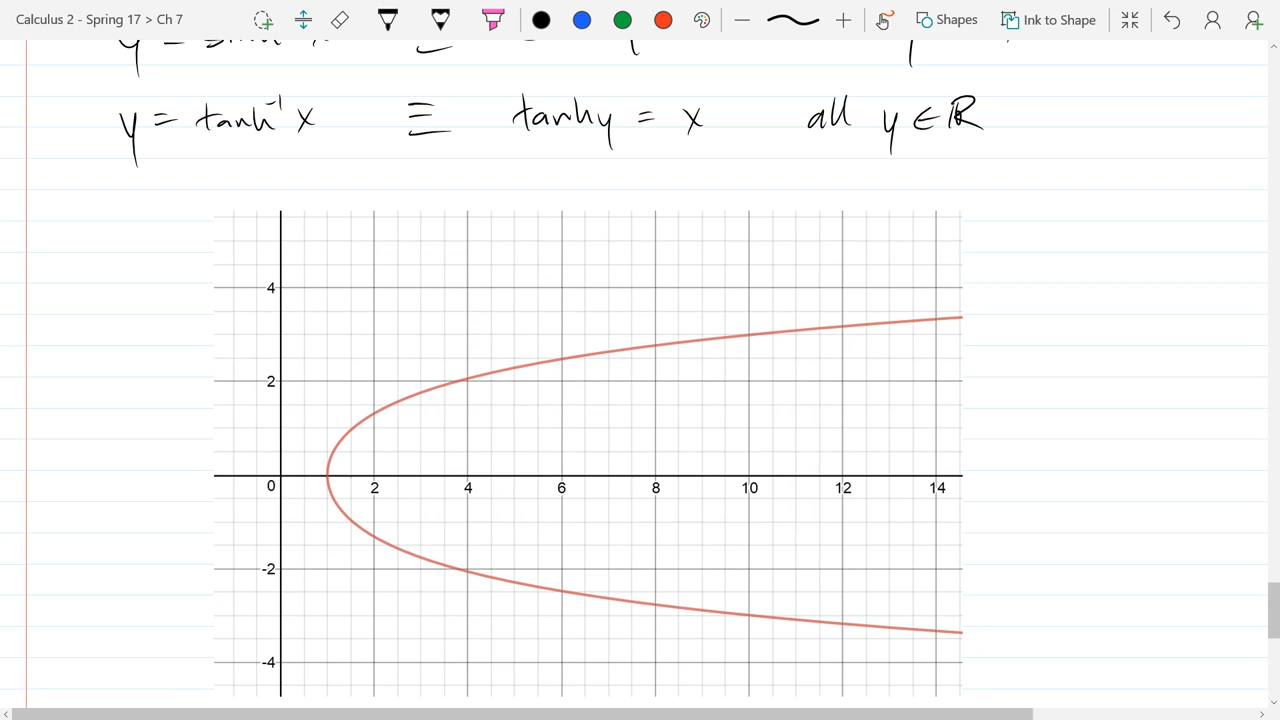 Calculus 2 - Spring 17 > Ch 7
Shapes
Ink to Shape
y = tanh⁻¹ x ≡ tanhy = x all y ∈ ℝ
4
2
0 2 4 6 8 10 12 14
-2
-4